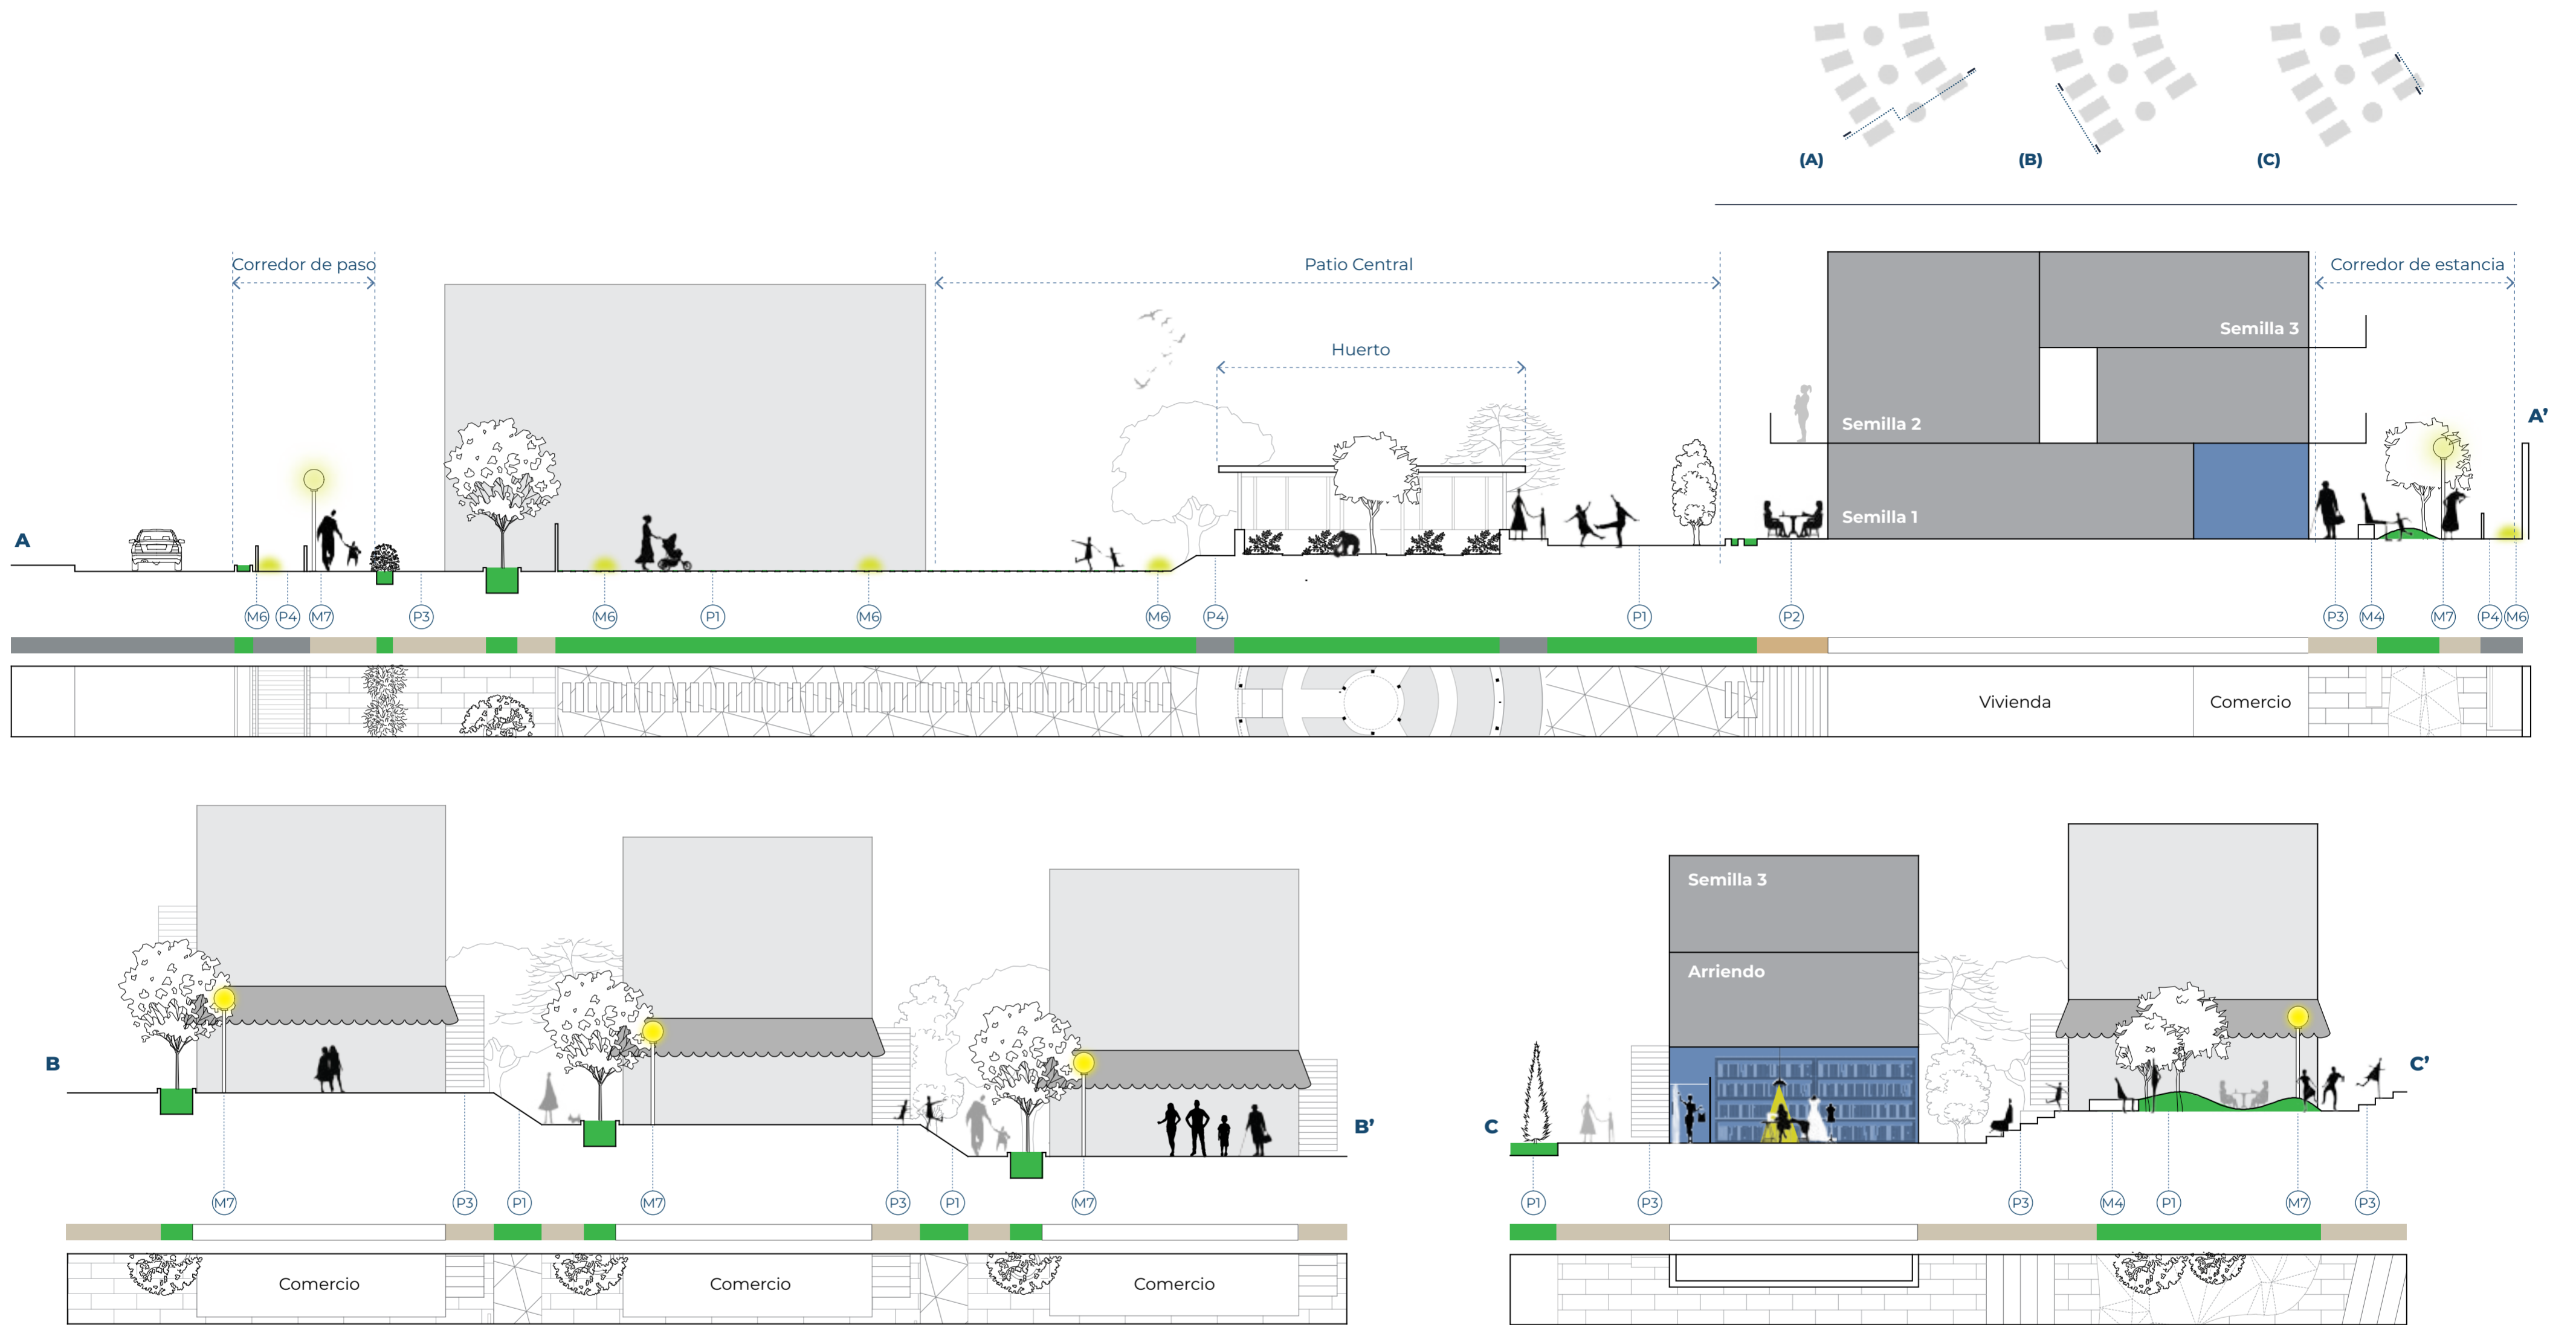 (A) (B) (C)
Corredor de paso Patio Central Corredor de estancia
Huerto
Semilla 3
Semilla 2
Semilla 1
A A’
M6 P4 M7 P3 M6 P1 M6 M6 P4 P1 P2 P3 M4 M7 P4 M6
Vivienda Comercio
B B’
M7 P3 P1 M7 P3 P1 M7
Comercio Comercio Comercio
Semilla 3
Arriendo
C C’
P1 P3 P3 M4 P1 M7 P3